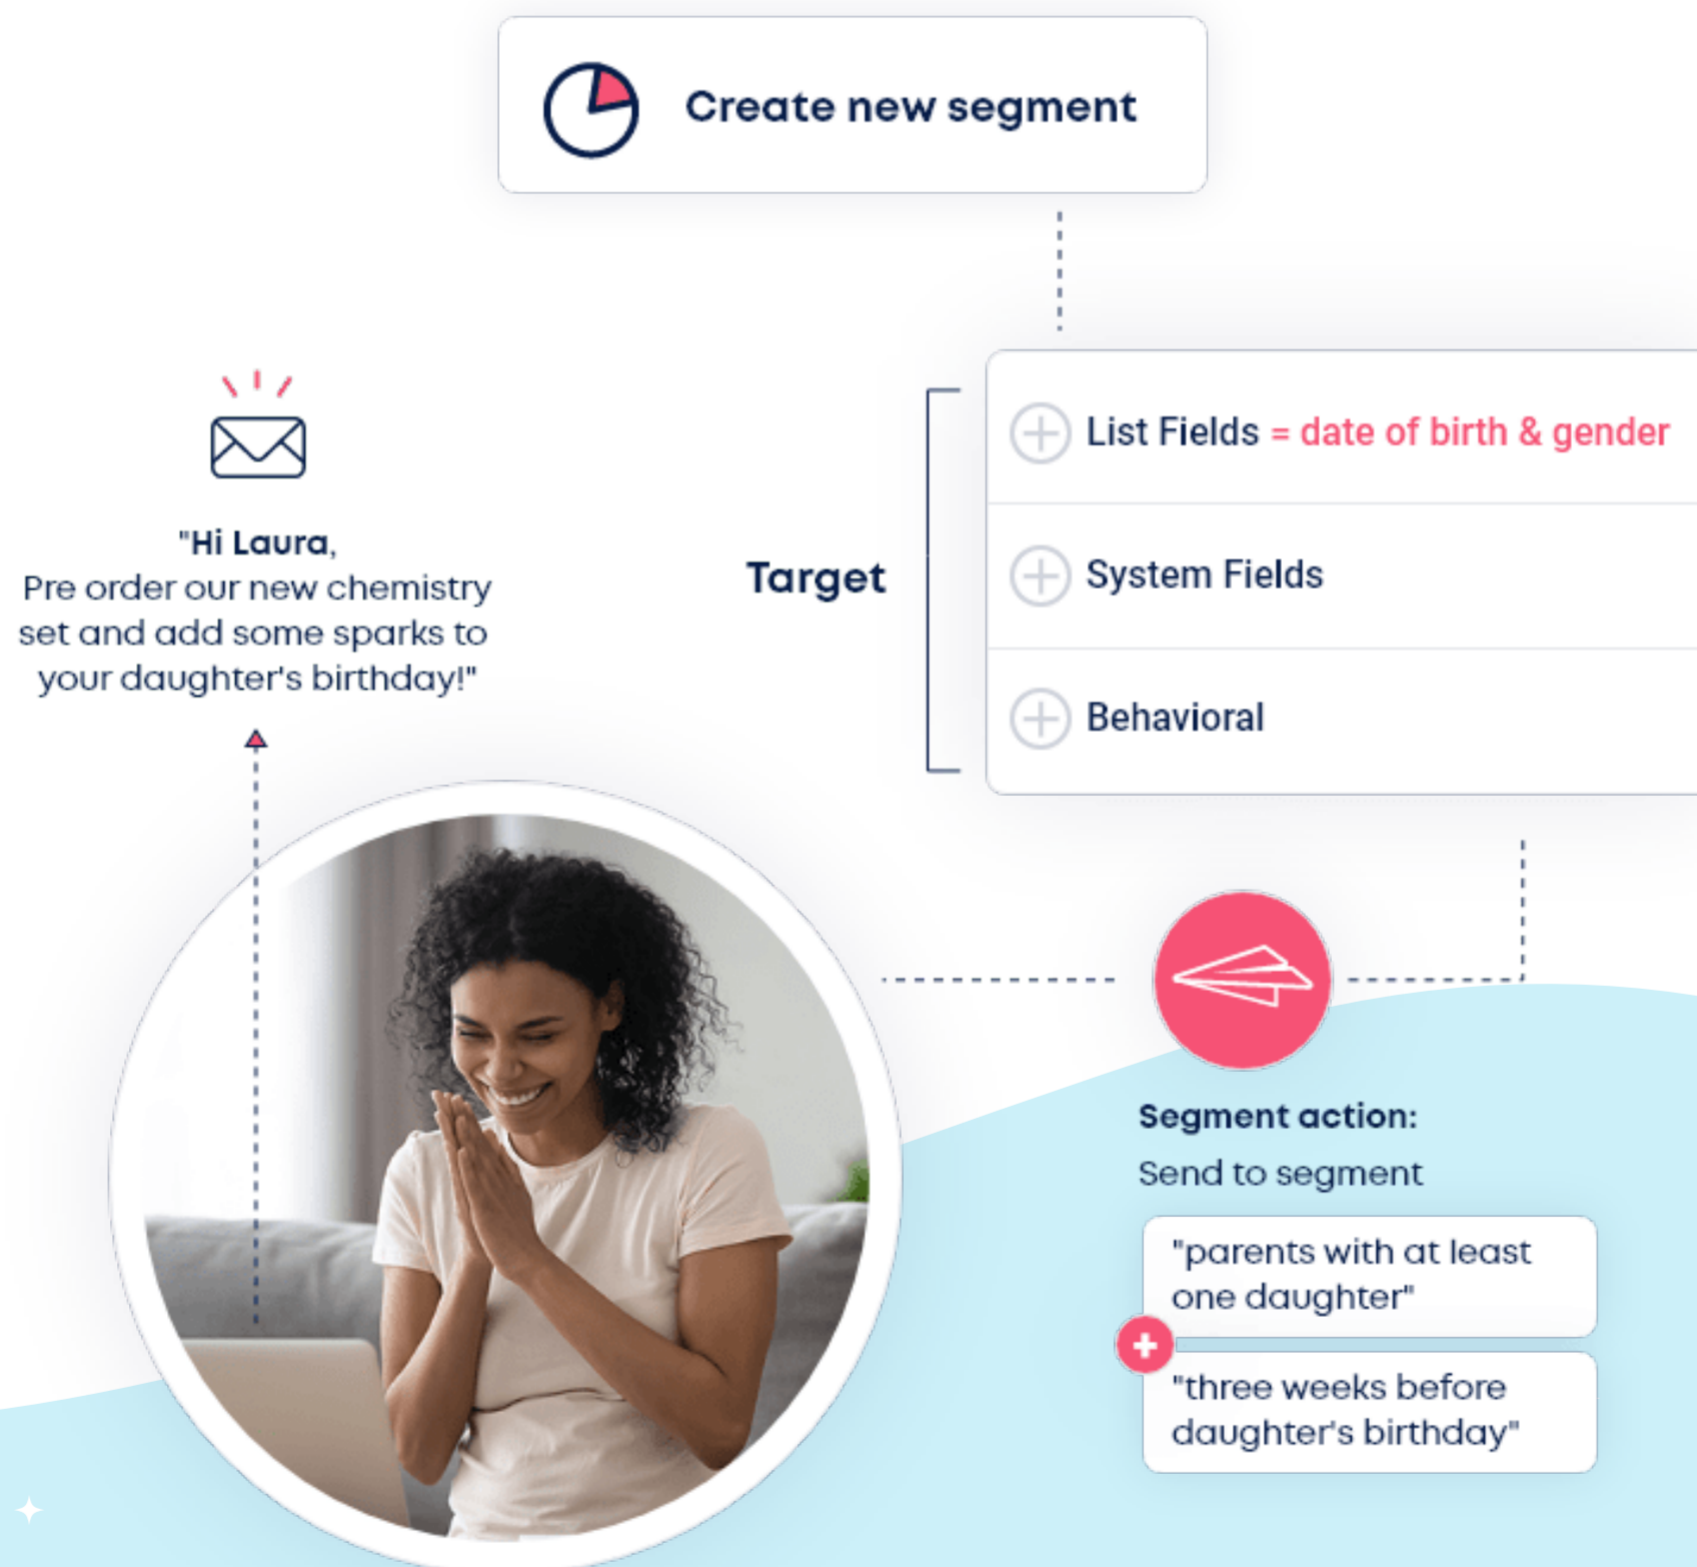 Create new segment
"Hi Laura,
Pre order our new chemistry
set and add some sparks to
your daughter's birthday!"
Target
List Fields = date of birth & gender
System Fields
Behavioral
Segment action:
Send to segment
"parents with at least
one daughter"
"three weeks before
daughter's birthday"